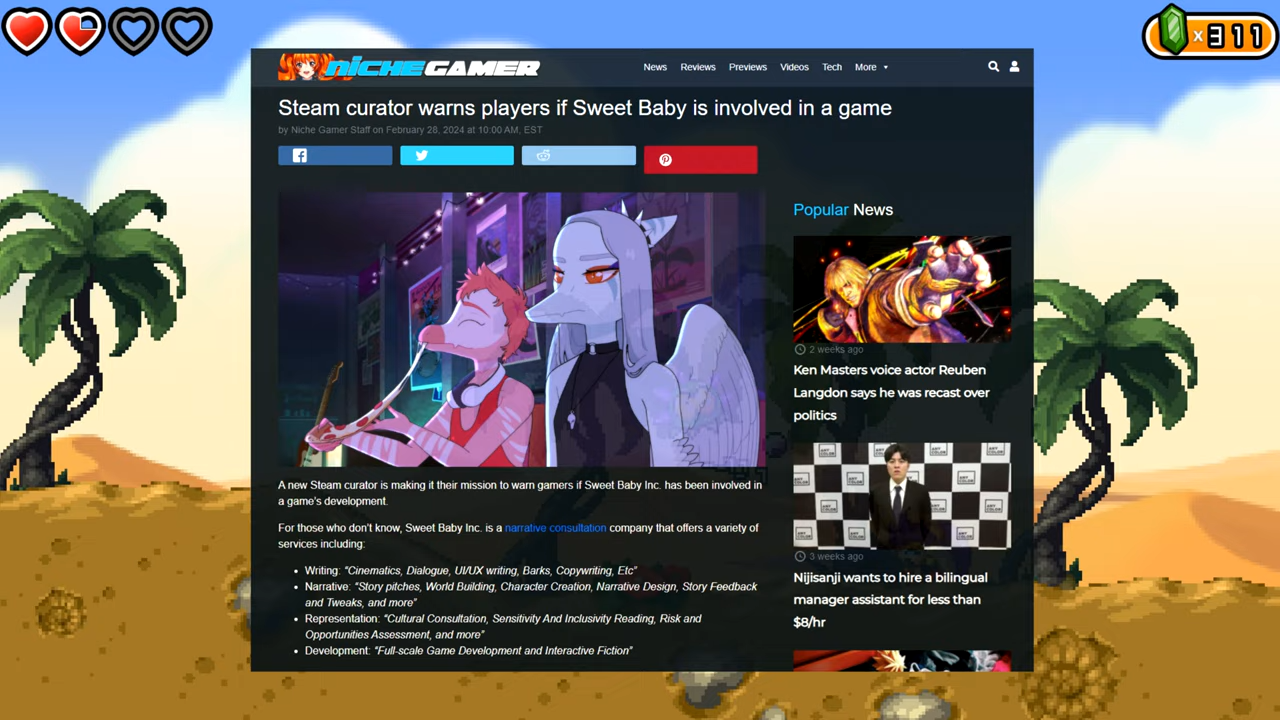 x311
NICHEGAMER
News Reviews Previews Videos Tech More
Steam curator warns players if Sweet Baby is involved in a game
by Niche Gamer Staff on February 28, 2024 at 10:00 AM, EST
Popular News
2 weeks ago
Ken Masters voice actor Reuben
Langdon says he was recast over
politics
3 weeks ago
Nijisanji wants to hire a bilingual
manager assistant for less than
$8/hr
A new Steam curator is making it their mission to warn gamers if Sweet Baby Inc. has been involved in
a game's development.
For those who don't know, Sweet Baby Inc. is a narrative consultation company that offers a variety of
services including:
• Writing: "Cinematics, Dialogue, UI/UX writing, Barks, Copywriting, Etc"
• Narrative: "Story pitches, World Building, Character Creation, Narrative Design, Story Feedback
and Tweaks, and more"
• Representation: "Cultural Consultation, Sensitivity And Inclusivity Reading, Risk and
Opportunities Assessment, and more"
• Development: "Full-scale Game Development and Interactive Fiction"